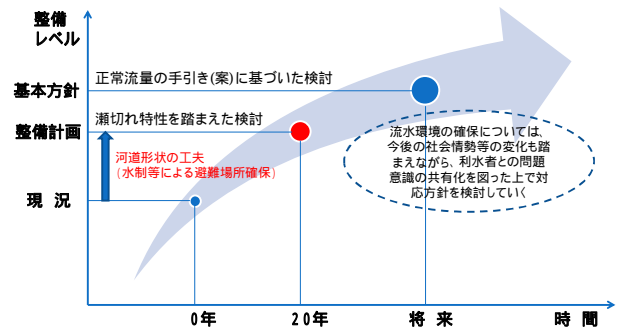 整備
レベル
基本方針
正常流量の手引き(案)に基づいた検討
整備計画
瀬切れ特性を踏まえた検討
河道形状の工夫
(水制等による避難場所確保)
流水環境の確保については、
今後の社会情勢等の変化も踏
まえながら、利水者との問題
意識の共有化を図った上で対
応方針を検討していく
現 況
0年
20年
将 来
時 間